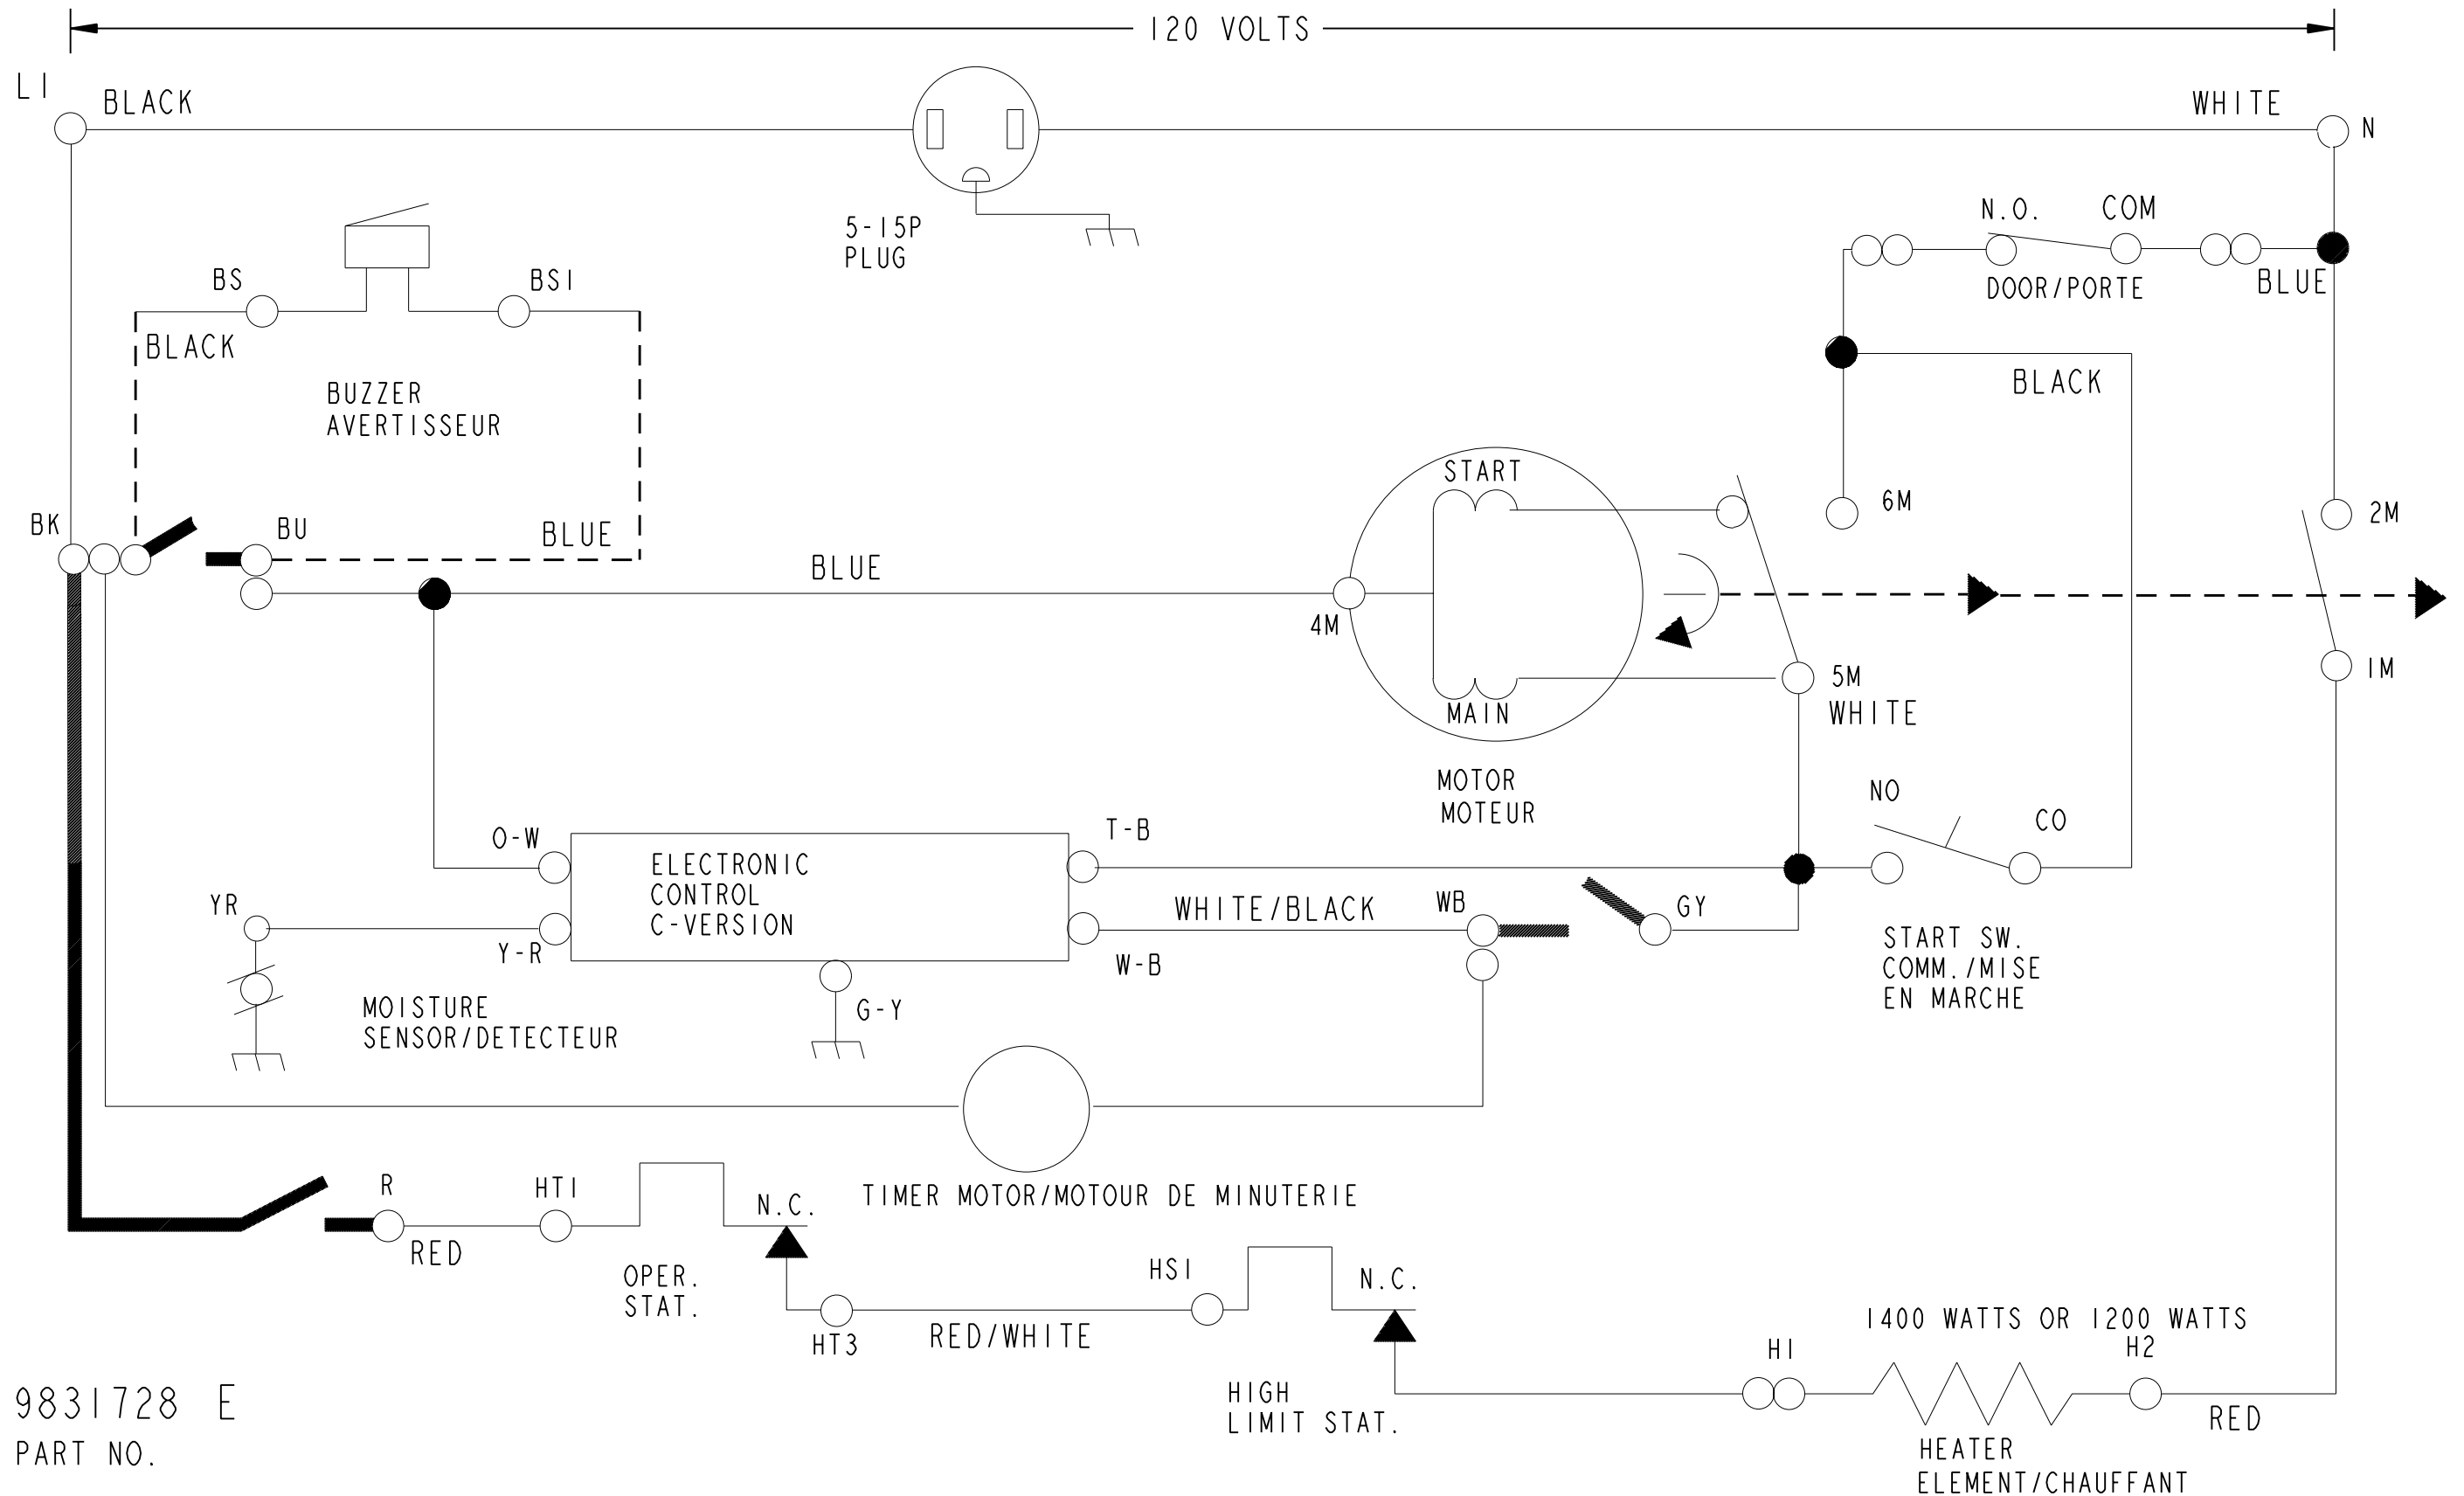 120 VOLTS
L1
BLACK
WHITE
N
5-15P
PLUG
N.O.
COM
DOOR/PORTE
BLUE
BS
BS1
BLACK
BUZZER
AVERTISSEUR
BLACK
START
6M
2M
BK
BU
BLUE
BLUE
4M
5M
WHITE
1M
MAIN
MOTOR
MOTEUR
NO
CO
O-W
T-B
ELECTRONIC
CONTROL
C-VERSION
YR
Y-R
WHITE/BLACK
WB
GY
W-B
START SW.
COMM./MISE
EN MARCHE
MOISTURE
SENSOR/DETECTEUR
G-Y
TIMER MOTOR/MOTOUR DE MINUTERIE
R
HT1
N.C.
RED
OPER.
STAT.
HT3
RED/WHITE
HS1
N.C.
HIGH
LIMIT STAT.
1400 WATTS OR 1200 WATTS
H1
H2
RED
HEATER
ELEMENT/CHAUFFANT
9831728 E
PART NO.